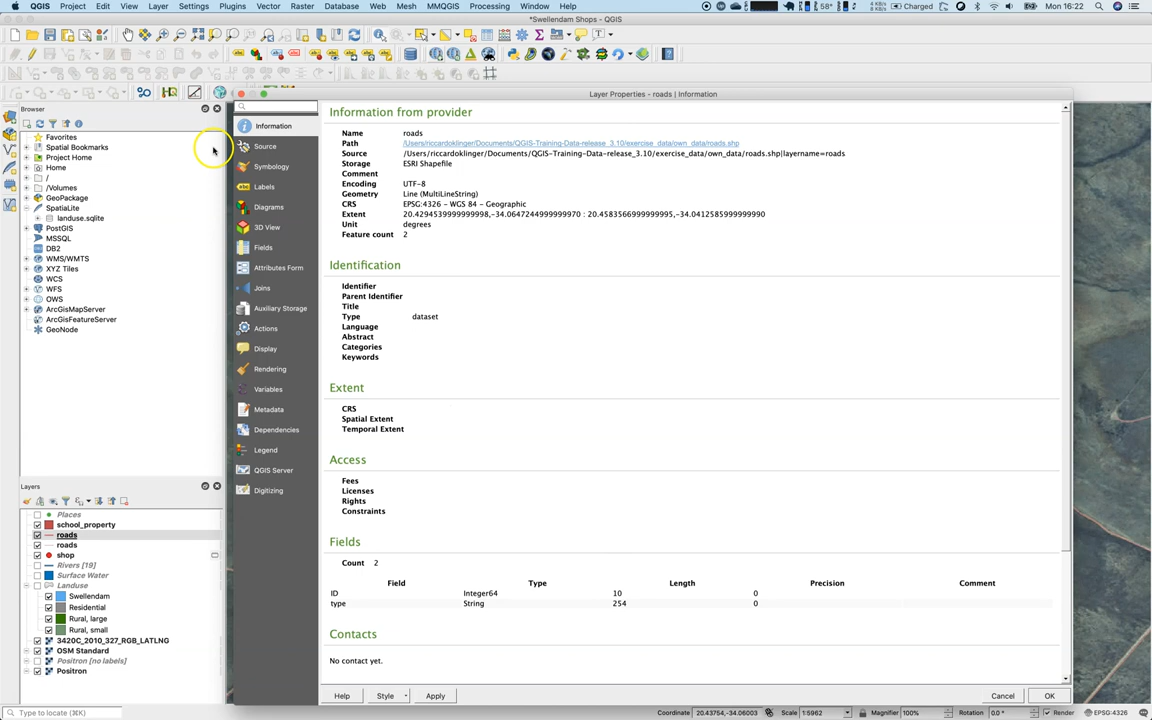 QGIS Project Edit View Layer Settings Plugins Vector Raster Database Web Mesh MMQGIS Processing Window Help 58° Charged Mon 16:22
*Swellendam Shops - QGIS
Browser
Favorites
Spatial Bookmarks
Project Home
Home
/
/Volumes
GeoPackage
SpatiaLite
landuse.sqlite
PostGIS
MSSQL
DB2
WMS/WMTS
XYZ Tiles
WCS
WFS
OWS
ArcGisMapServer
ArcGisFeatureServer
GeoNode
Layers
Places
school_property
roads
roads
shop
Rivers [19]
Surface Water
Landuse
Swellendam
Residential
Rural, large
Rural, small
3420C_2010_327_RGB_LATLNG
OSM Standard
Positron [no labels]
Positron
Layer Properties - roads | Information
Information
Source
Symbology
Labels
Diagrams
3D View
Fields
Attributes Form
Joins
Auxiliary Storage
Actions
Display
Rendering
Variables
Metadata
Dependencies
Legend
QGIS Server
Digitizing
Information from provider
Name roads
Path /Users/riccardoklinger/Documents/QGIS-Training-Data-release_3.10/exercise_data/own_data/roads.shp
Source /Users/riccardoklinger/Documents/QGIS-Training-Data-release_3.10/exercise_data/own_data/roads.shp|layername=roads
Storage ESRI Shapefile
Comment
Encoding UTF-8
Geometry Line (MultiLineString)
CRS EPSG:4326 - WGS 84 - Geographic
Extent 20.4294539999999998,-34.0647244999999970 : 20.4583566999999995,-34.0412585999999990
Unit degrees
Feature count 2
Identification
Identifier
Parent Identifier
Title
Type dataset
Language
Abstract
Categories
Keywords
Extent
CRS
Spatial Extent
Temporal Extent
Access
Fees
Licenses
Rights
Constraints
Fields
Count 2
Field Type Length Precision Comment
ID Integer64 10 0
type String 254 0
Contacts
No contact yet.
Help Style Apply Cancel OK
Type to locate (⌘K) Coordinate 20.43754,-34.06003 Scale 1:5962 Magnifier 100% Rotation 0.0 ° Render EPSG:4326